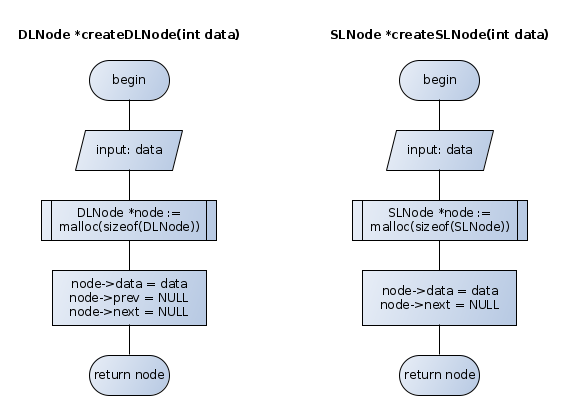 DLNode *createDLNode(int data)
begin
input: data
DLNode *node :=
malloc(sizeof(DLNode))
node->data = data
node->prev = NULL
node->next = NULL
return node
SLNode *createSLNode(int data)
begin
input: data
SLNode *node :=
malloc(sizeof(SLNode))
node->data = data
node->next = NULL
return node